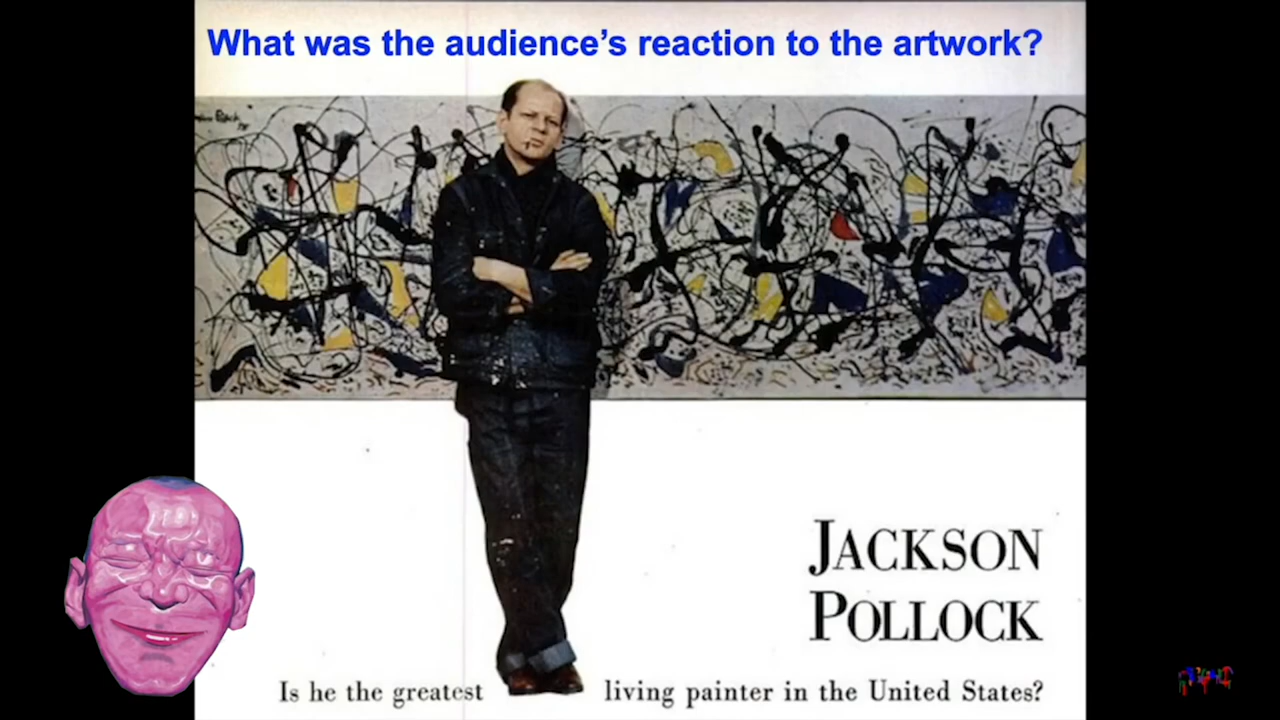 What was the audience's reaction to the artwork?
JACKSON
POLLOCK
Is he the greatest living painter in the United States?